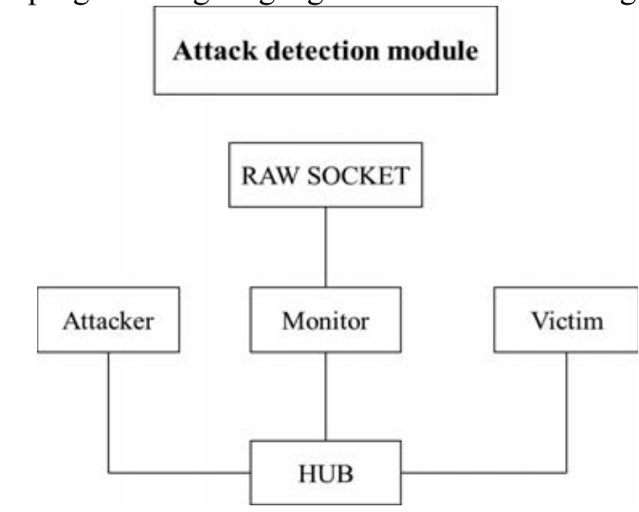 Attack detection module
RAW SOCKET
Attacker
Monitor
Victim
HUB